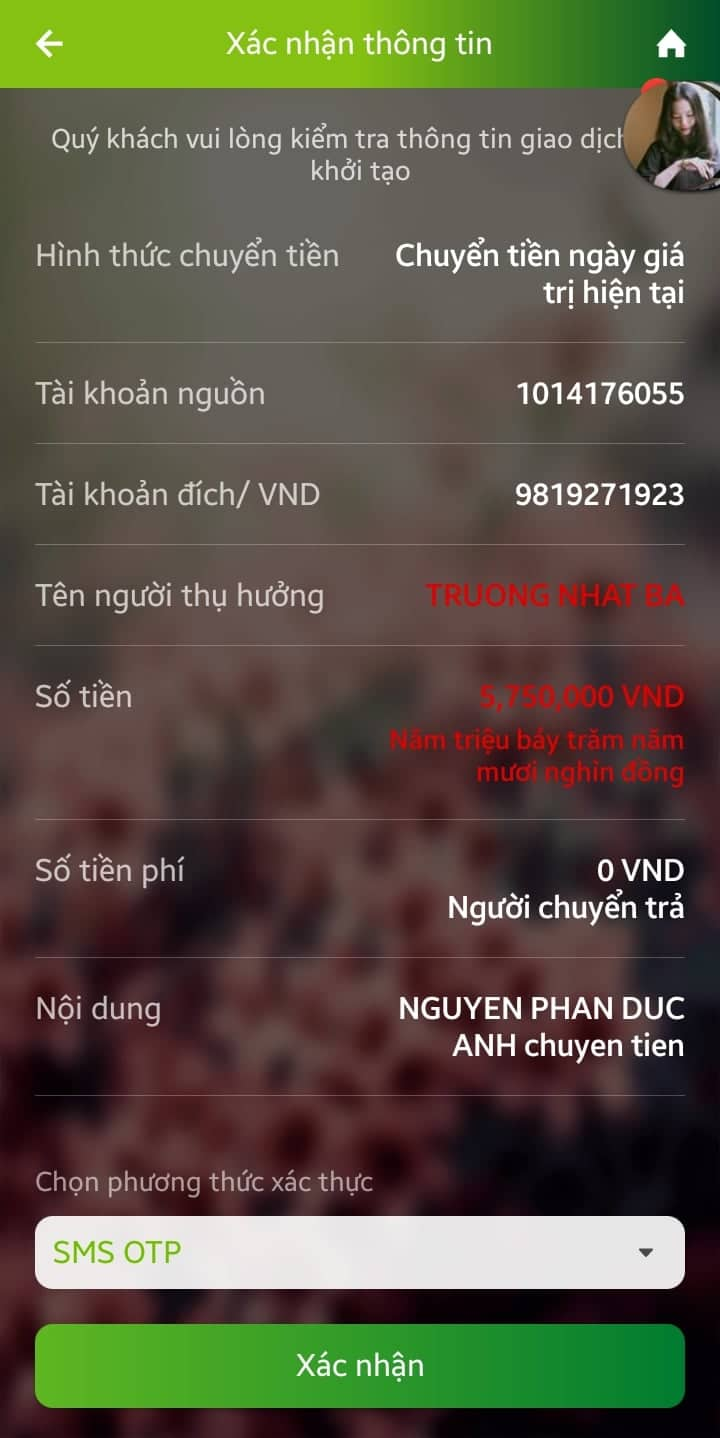 Xác nhận thông tin
Quý khách vui lòng kiểm tra thông tin giao dịch
khởi tạo
Hình thức chuyển tiền
Chuyển tiền ngày giá
trị hiện tại
Tài khoản nguồn
1014176055
Tài khoản đích/ VND
9819271923
Tên người thụ hưởng
TRUONG NHAT BA
Số tiền
5,750,000 VND
Năm triệu bảy trăm năm
mươi nghìn đồng
Số tiền phí
0 VND
Người chuyển trả
Nội dung
NGUYEN PHAN DUC
ANH chuyen tien
Chọn phương thức xác thực
SMS OTP
Xác nhận